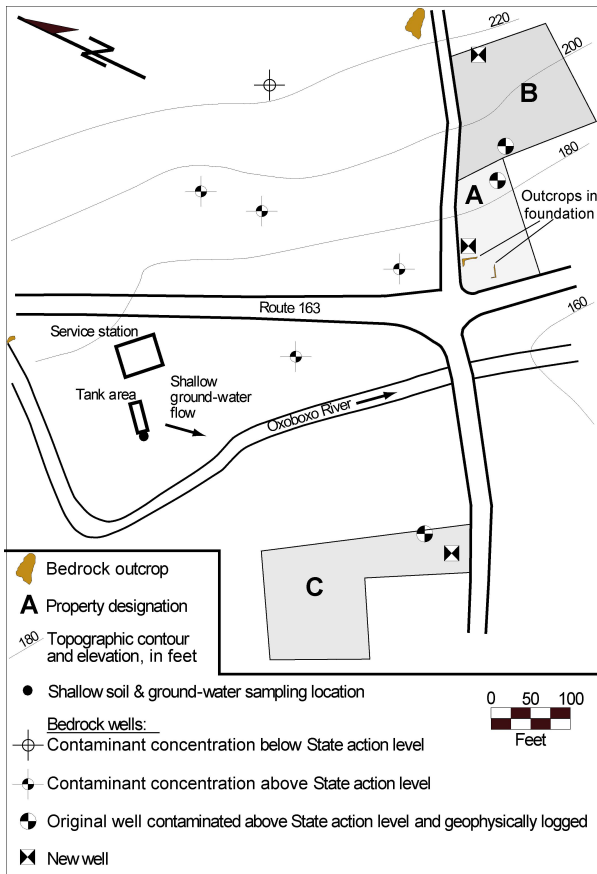 N
220
200
B
180
A
Outcrops in
foundation
Route 163
160
Service station
Tank area
Shallow
ground-water
flow
Oxoboxo River
C
Bedrock outcrop
A Property designation
180 Topographic contour
and elevation, in feet
Shallow soil & ground-water sampling location
Bedrock wells:
Contaminant concentration below State action level
Contaminant concentration above State action level
Original well contaminated above State action level and geophysically logged
New well
0 50 100
Feet